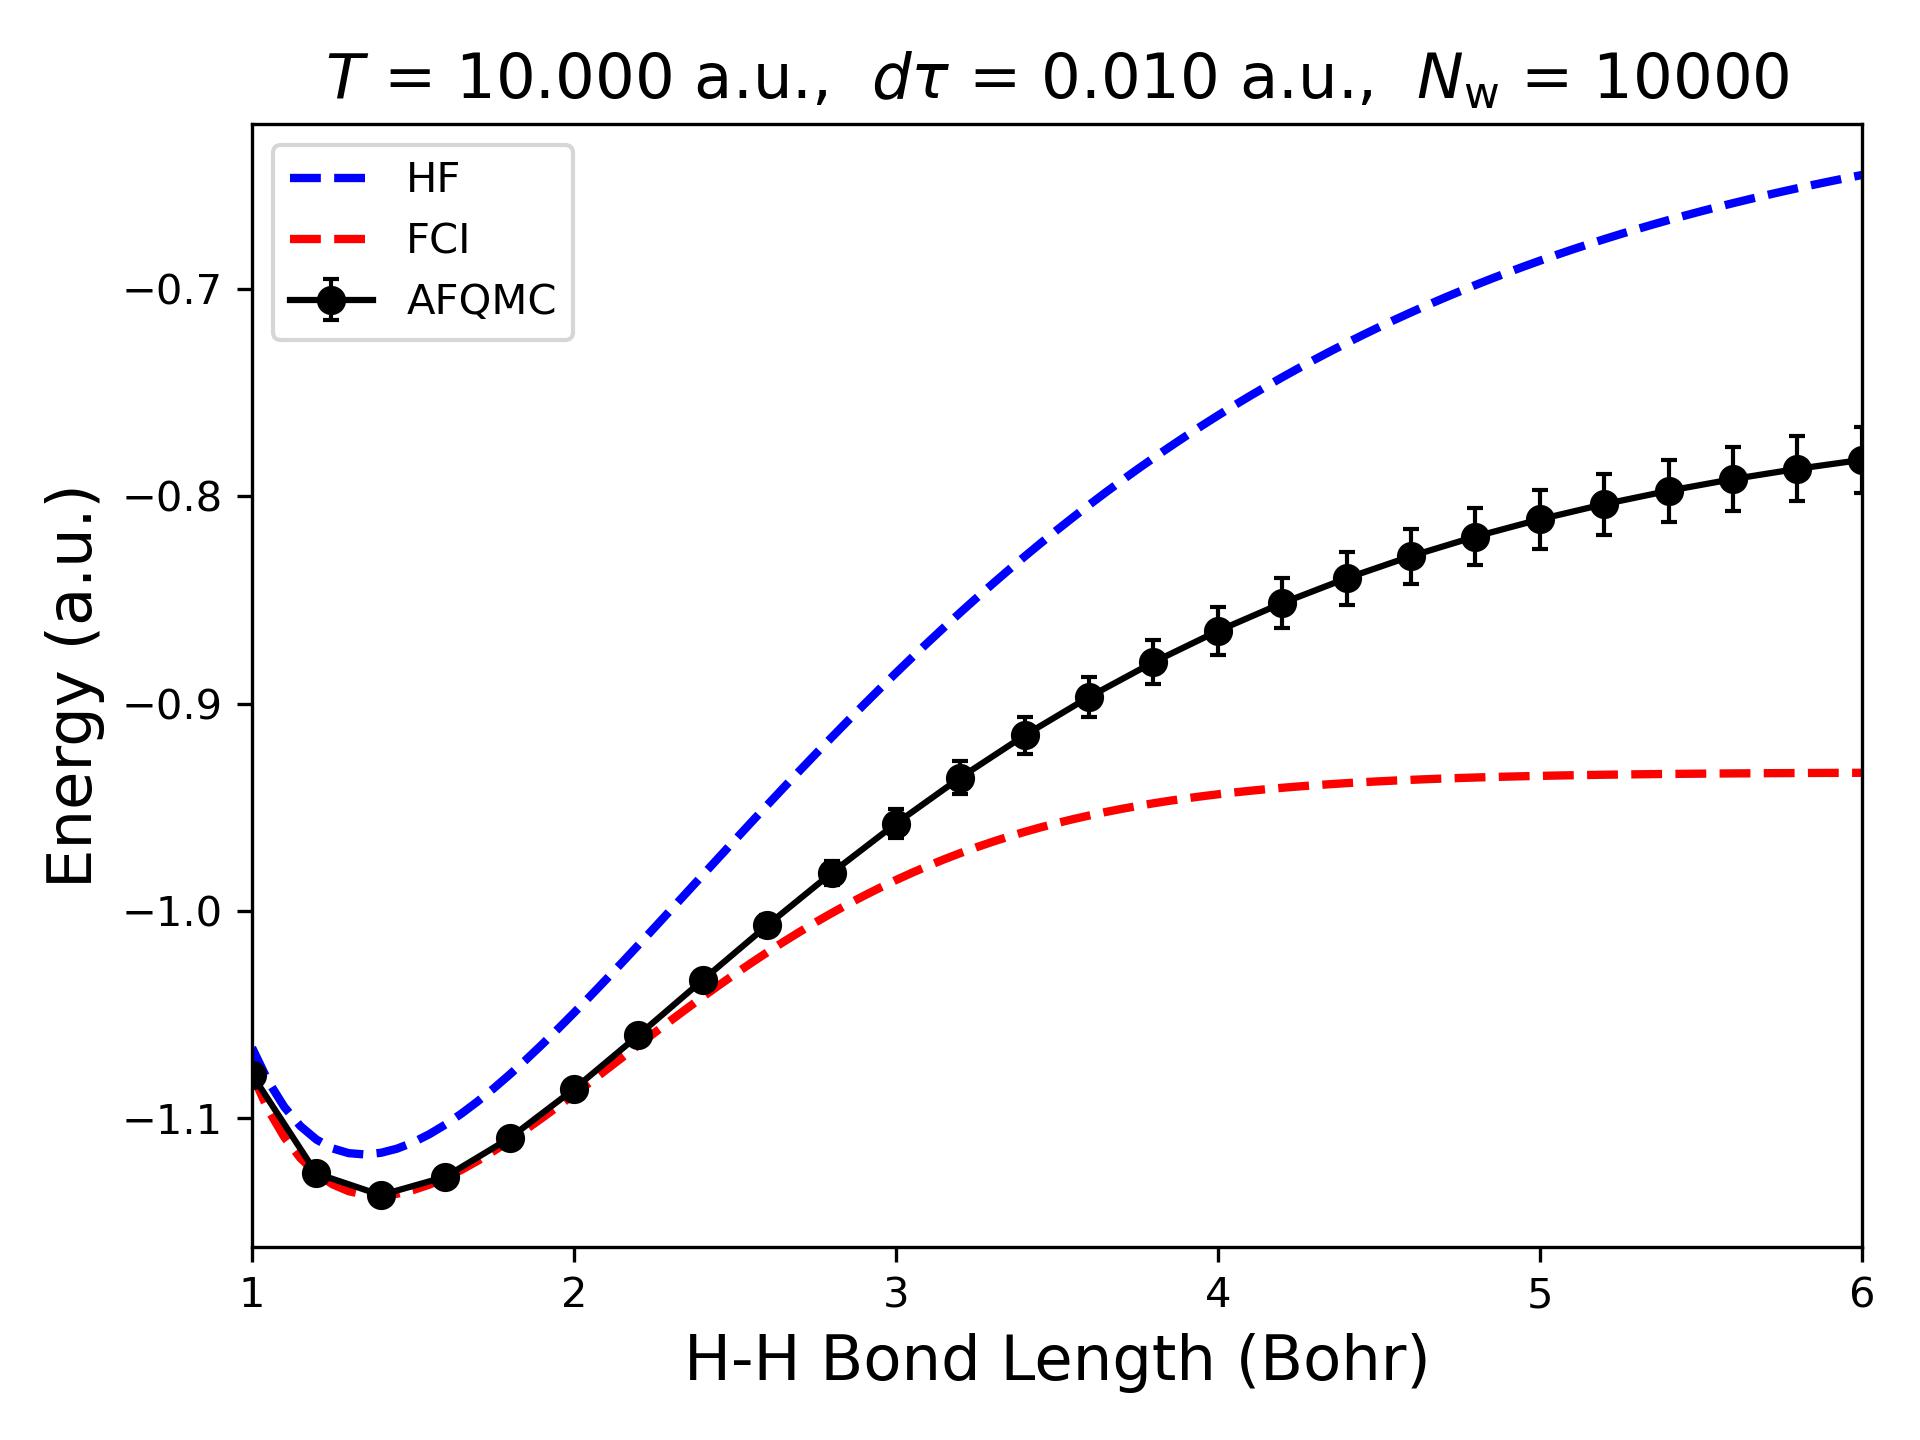 T = 10.000 a.u., dτ = 0.010 a.u., N_w = 10000
HF
FCI
AFQMC
Energy (a.u.)
−0.7
−0.8
−0.9
−1.0
−1.1
1 2 3 4 5 6
H-H Bond Length (Bohr)